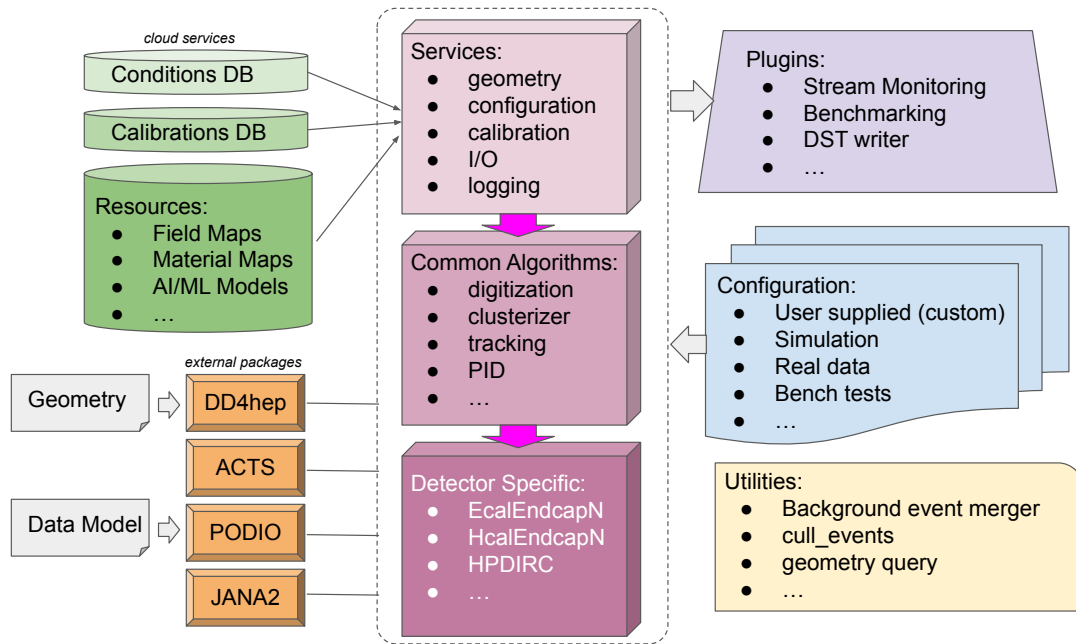 cloud services
Conditions DB
Calibrations DB
Resources:
● Field Maps
● Material Maps
● AI/ML Models
● …
external packages
Geometry
DD4hep
ACTS
Data Model
PODIO
JANA2
Services:
● geometry
● configuration
● calibration
● I/O
● logging
Common Algorithms:
● digitization
● clusterizer
● tracking
● PID
● …
Detector Specific:
● EcalEndcapN
● HcalEndcapN
● HPDIRC
● …
Plugins:
● Stream Monitoring
● Benchmarking
● DST writer
● …
Configuration:
● User supplied (custom)
● Simulation
● Real data
● Bench tests
● …
Utilities:
● Background event merger
● cull_events
● geometry query
● …